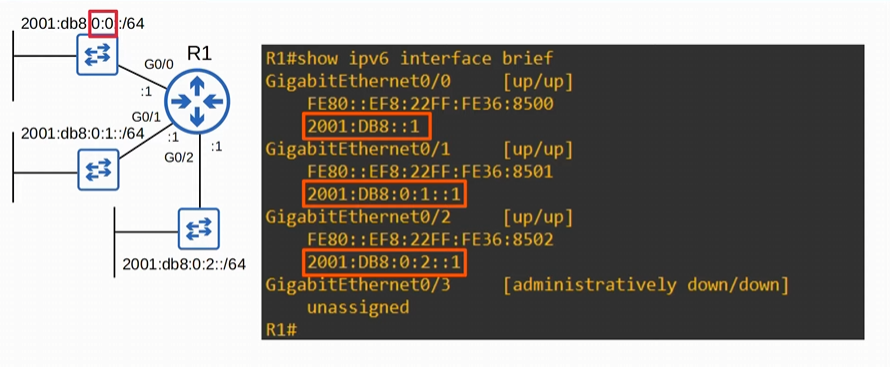 2001:db8:0:0::/64
R1
G0/0
:1
G0/1
2001:db8:0:1::/64
:1
:1
G0/2
2001:db8:0:2::/64
R1#show ipv6 interface brief
GigabitEthernet0/0 [up/up]
FE80::EF8:22FF:FE36:8500
2001:DB8::1
GigabitEthernet0/1 [up/up]
FE80::EF8:22FF:FE36:8501
2001:DB8:0:1::1
GigabitEthernet0/2 [up/up]
FE80::EF8:22FF:FE36:8502
2001:DB8:0:2::1
GigabitEthernet0/3 [administratively down/down]
unassigned
R1#